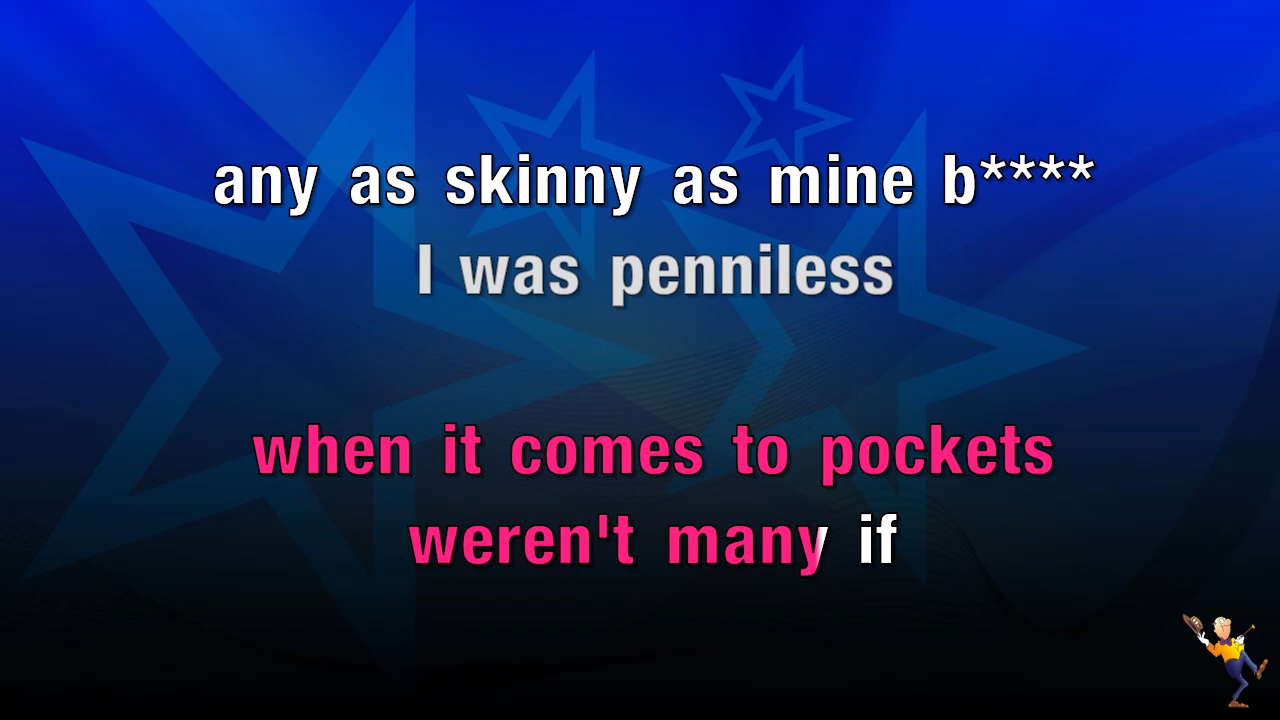 any as skinny as mine b****
I was penniless
when it comes to pockets
weren't many if